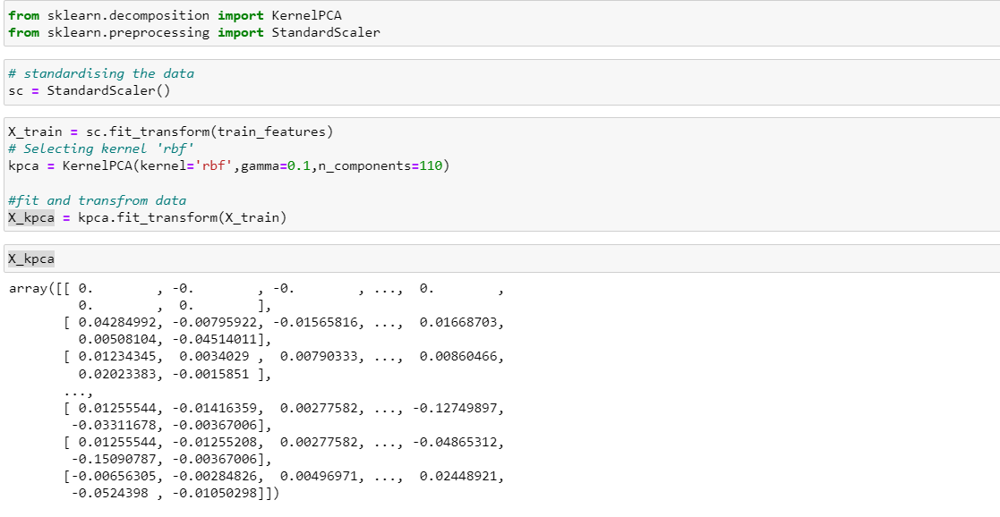 from sklearn.decomposition import KernelPCA
from sklearn.preprocessing import StandardScaler
# standardising the data
sc = StandardScaler()
X_train = sc.fit_transform(train_features)
# Selecting kernel 'rbf'
kpca = KernelPCA(kernel='rbf',gamma=0.1,n_components=110)
#fit and transfrom data
X_kpca = kpca.fit_transform(X_train)
X_kpca
array([[ 0.        , -0.        , -0.        , ...,  0.        ,
         0.        ,  0.        ],
       [ 0.04284992, -0.00795922, -0.01565816, ...,  0.01668703,
         0.00508104, -0.04514011],
       [ 0.01234345,  0.0034029 ,  0.00790333, ...,  0.00860466,
         0.02023383, -0.0015851 ],
       ...,
       [ 0.01255544, -0.01416359,  0.00277582, ..., -0.12749897,
        -0.03311678, -0.00367006],
       [ 0.01255544, -0.01255208,  0.00277582, ..., -0.04865312,
        -0.15090787, -0.00367006],
       [-0.00656305, -0.00284826,  0.00496971, ...,  0.02448921,
        -0.0524398 , -0.01050298]])